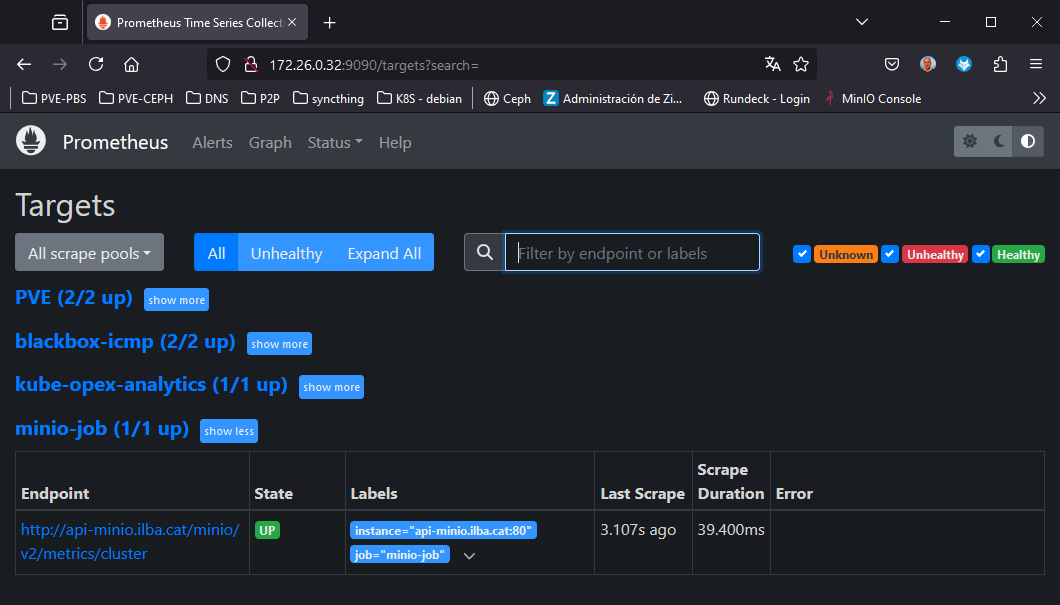 Prometheus Time Series Collect
172.26.0.32:9090/targets?search=
PVE-PBS PVE-CEPH DNS P2P syncthing K8S - debian Ceph Z Administración de Zi... Rundeck - Login MinIO Console
Prometheus Alerts Graph Status Help
Targets
All scrape pools All Unhealthy Expand All Filter by endpoint or labels Unknown Unhealthy Healthy
PVE (2/2 up) show more
blackbox-icmp (2/2 up) show more
kube-opex-analytics (1/1 up) show more
minio-job (1/1 up) show less
Endpoint State Labels Last Scrape Scrape Duration Error
http://api-minio.ilba.cat/minio/ UP instance="api-minio.ilba.cat:80" 3.107s ago 39.400ms
v2/metrics/cluster job="minio-job"